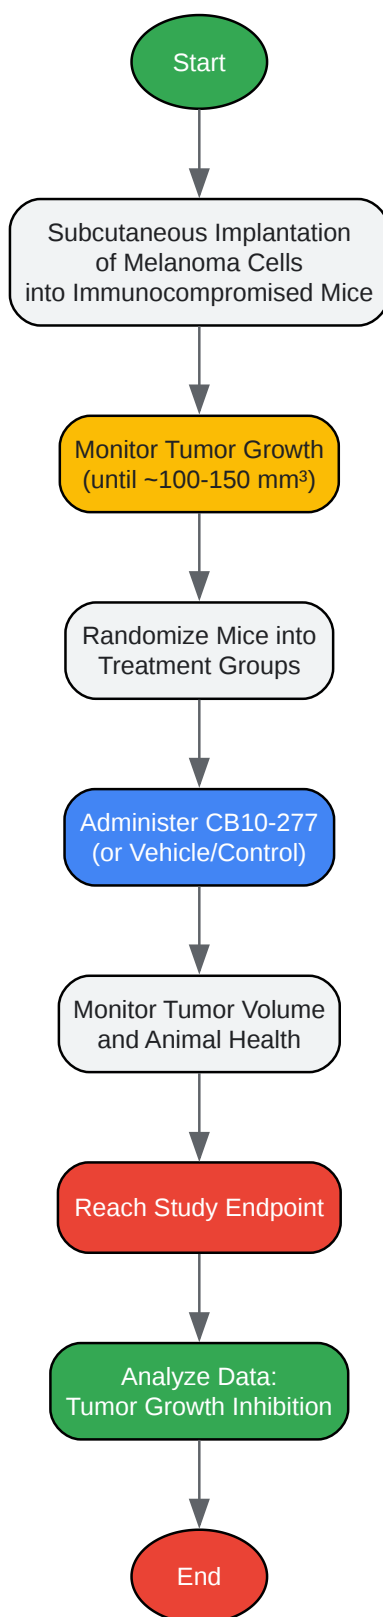 Start
Subcutaneous Implantation
of Melanoma Cells
into Immunocompromised Mice
Monitor Tumor Growth
(until ~100-150 mm³)
Randomize Mice into
Treatment Groups
Administer CB10-277
(or Vehicle/Control)
Monitor Tumor Volume
and Animal Health
Reach Study Endpoint
Analyze Data:
Tumor Growth Inhibition
End